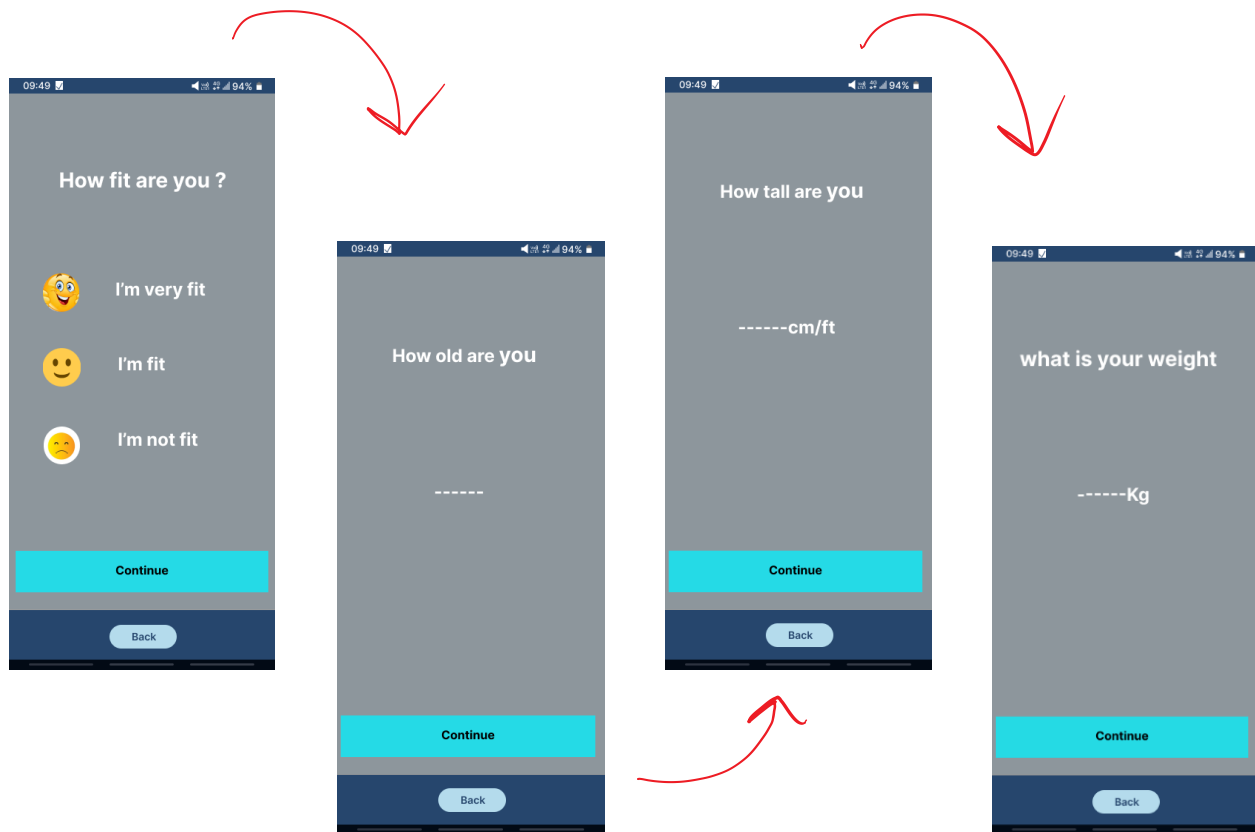 09:49
94%
How fit are you ?
I'm very fit
I'm fit
I'm not fit
Continue
Back
09:49
94%
How old are you
------
Continue
Back
09:49
94%
How tall are you
------cm/ft
Continue
Back
09:49
94%
what is your weight
------Kg
Continue
Back